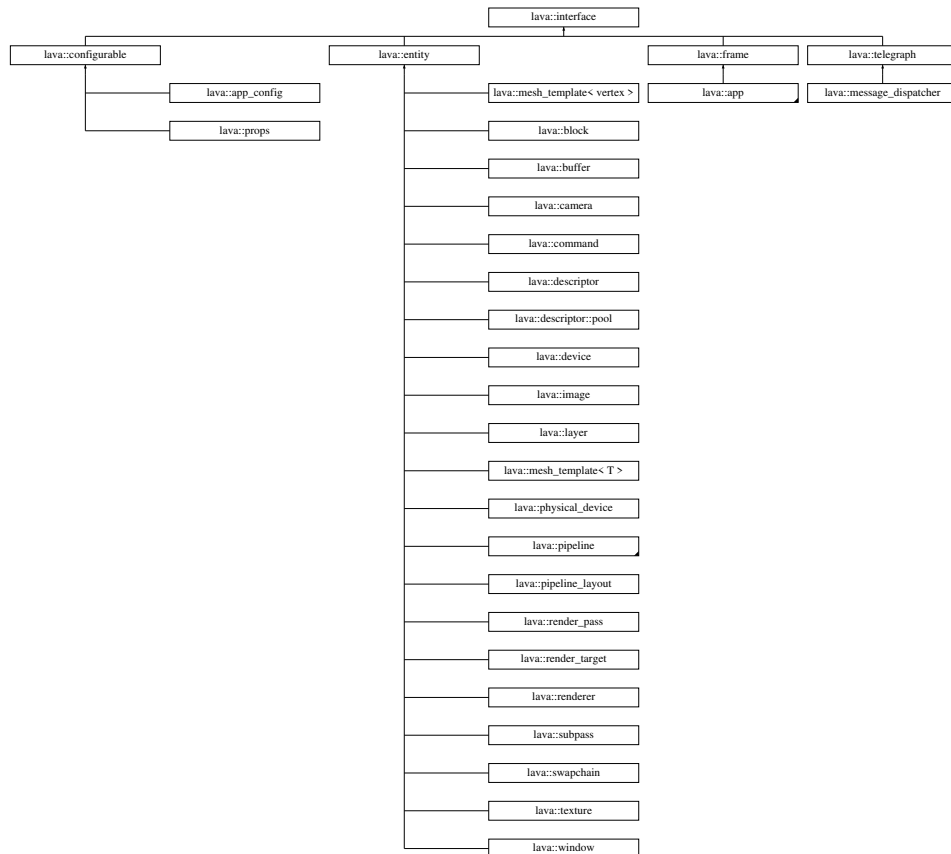 lava::interface
lava::configurable
lava::entity
lava::frame
lava::telegraph
lava::app_config
lava::mesh_template< vertex >
lava::app
lava::message_dispatcher
lava::props
lava::block
lava::buffer
lava::camera
lava::command
lava::descriptor
lava::descriptor::pool
lava::device
lava::image
lava::layer
lava::mesh_template< T >
lava::physical_device
lava::pipeline
lava::pipeline_layout
lava::render_pass
lava::render_target
lava::renderer
lava::subpass
lava::swapchain
lava::texture
lava::window